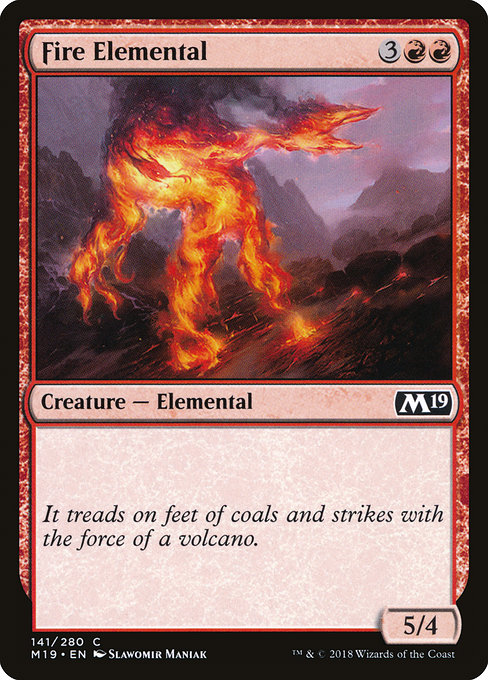 Fire Elemental 3
Creature — Elemental M19
It treads on feet of coals and strikes with
the force of a volcano.
5/4
141/280 C
M19 • EN SLAWOMIR MANIAK ™ & © 2018 Wizards of the Coast